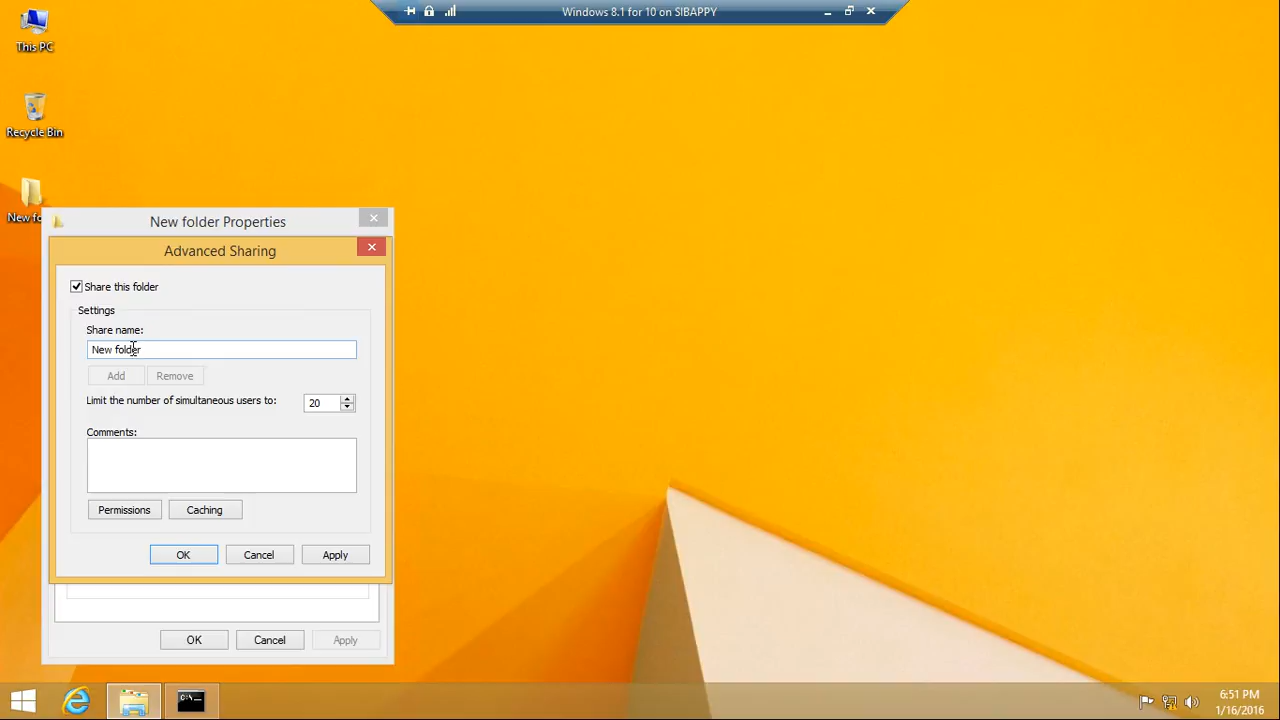 Windows 8.1 for 10 on SIBAPPY
This PC
Recycle Bin
New fo
New folder Properties
Advanced Sharing
Share this folder
Settings
Share name:
New folder
Add Remove
Limit the number of simultaneous users to: 20
Comments:
Permissions Caching
OK Cancel Apply
OK Cancel Apply
C:\_
6:51 PM
1/16/2016